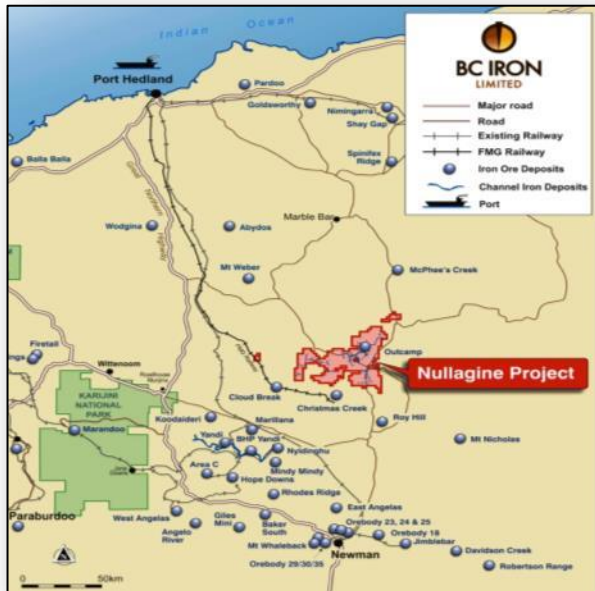 Indian Ocean
Port Hedland
BC IRON
LIMITED
Major road
Road
Existing Railway
FMG Railway
Iron Ore Deposits
Channel Iron Deposits
Port
Pardoo
Goldsworthy
Nimingarra
Shay Gap
Balla Balla
Spinifex
Ridge
Great Northern Highway
Marble Bar
Wodgina
Abydos
Mt Weber
McPhee's Creek
Outcamp
Nullagine Project
Firetail
Wittenoom
KARIJINI
NATIONAL
PARK
Cloud Break
Christmas Creek
Koodaideri
Marillana
Roy Hill
Marandoo
Yandi
BHP Yandi
Nyidinghu
Mt Nicholas
Area C
Mindy Mindy
Hope Downs
Rhodes Ridge
Paraburdoo
West Angelas
Giles
Mini
Baker
South
East Angelas
Orebody 23, 24 & 25
Angelo
River
Orebody 18
Mt Whaleback
Jimblebar
Newman
Davidson Creek
Orebody 29/30/35
Robertson Range
0
50km